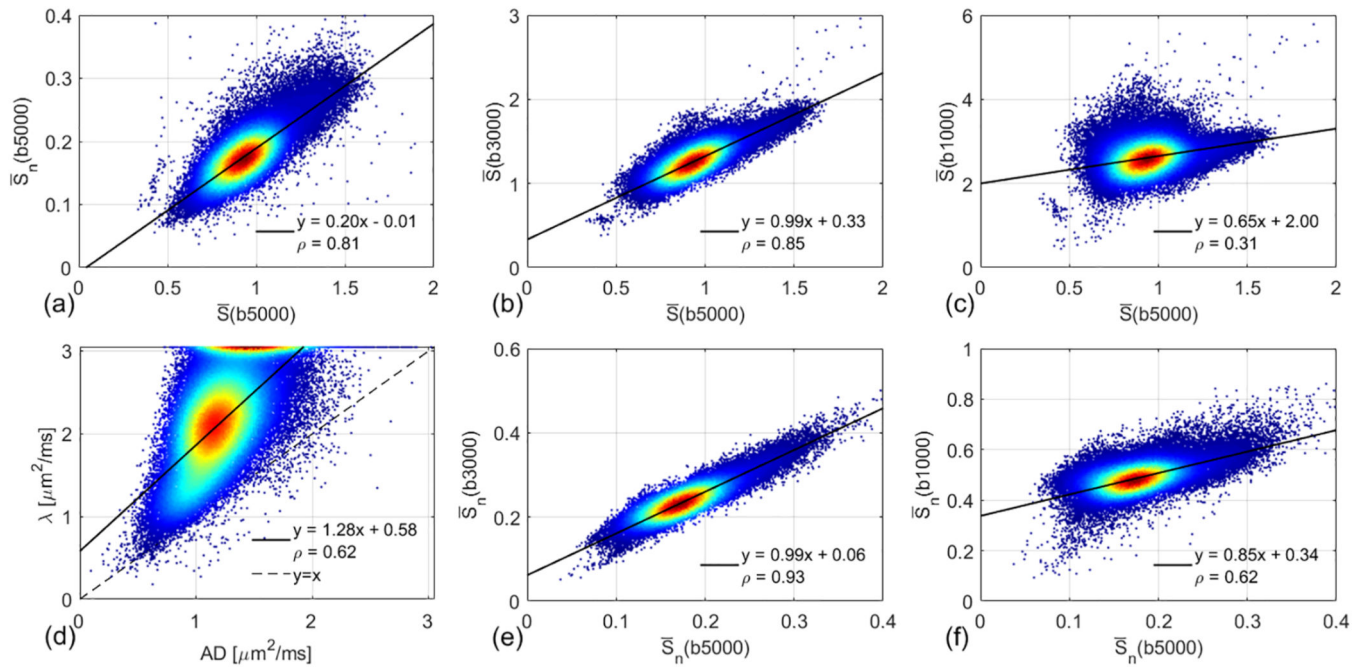 0.4
0.3
0.2
0.1
0
S̅ₙ(b5000)
y = 0.20x - 0.01
ρ = 0.81
0 0.5 1 1.5 2
(a) S̅(b5000)
3
2
1
0
S̅(b3000)
y = 0.99x + 0.33
ρ = 0.85
0 0.5 1 1.5 2
(b) S̅(b5000)
6
4
2
0
S̅(b1000)
y = 0.65x + 2.00
ρ = 0.31
0 0.5 1 1.5 2
(c) S̅(b5000)
3
2
1
0
λ [μm²/ms]
y = 1.28x + 0.58
ρ = 0.62
y=x
0 1 2 3
(d) AD [μm²/ms]
0.6
0.4
0.2
0
S̅ₙ(b3000)
y = 0.99x + 0.06
ρ = 0.93
0 0.1 0.2 0.3 0.4
(e) S̅ₙ(b5000)
1
0.8
0.6
0.4
0.2
0
S̅ₙ(b1000)
y = 0.85x + 0.34
ρ = 0.62
0 0.1 0.2 0.3 0.4
(f) S̅ₙ(b5000)